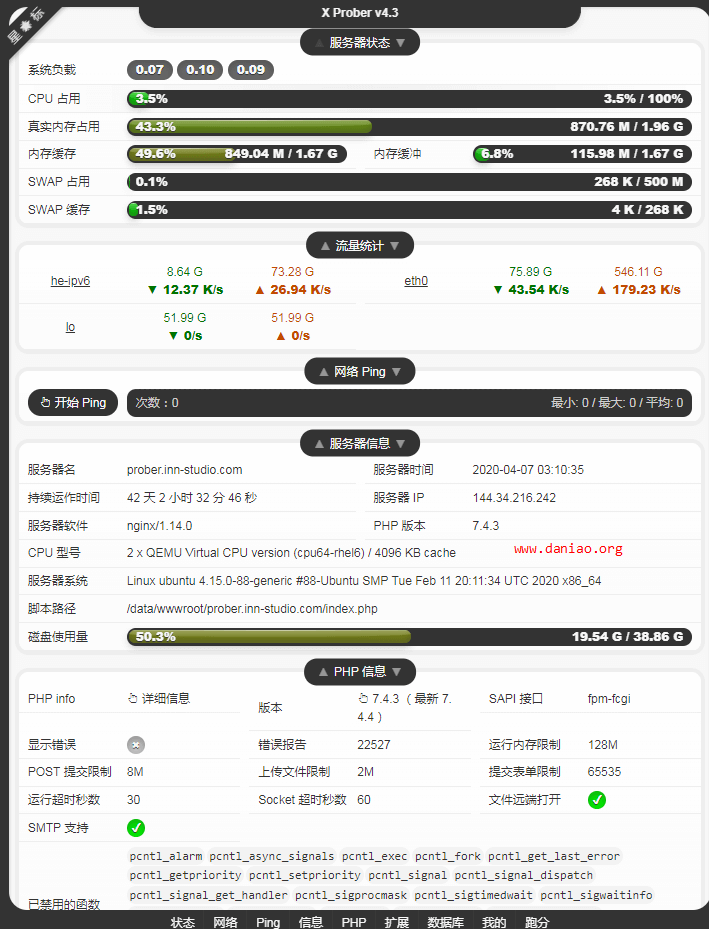 X Prober v4.3
星★标
▲ 服务器状态 ▼
系统负载 0.07 0.10 0.09
CPU 占用 3.5% 3.5% / 100%
真实内存占用 43.3% 870.76 M / 1.96 G
内存缓存 49.6% 849.04 M / 1.67 G 内存缓冲 6.8% 115.98 M / 1.67 G
SWAP 占用 0.1% 268 K / 500 M
SWAP 缓存 1.5% 4 K / 268 K
▲ 流量统计 ▼
he-ipv6 8.64 G 73.28 G eth0 75.89 G 546.11 G
▼ 12.37 K/s ▲ 26.94 K/s ▼ 43.54 K/s ▲ 179.23 K/s
lo 51.99 G 51.99 G
▼ 0/s ▲ 0/s
▲ 网络 Ping ▼
开始 Ping 次数：0 最小: 0 / 最大: 0 / 平均: 0
▲ 服务器信息 ▼
服务器名 prober.inn-studio.com 服务器时间 2020-04-07 03:10:35
持续运作时间 42 天 2 小时 32 分 46 秒 服务器 IP 144.34.216.242
服务器软件 nginx/1.14.0 PHP 版本 7.4.3
CPU 型号 2 x QEMU Virtual CPU version (cpu64-rhel6) / 4096 KB cache www.daniao.org
服务器系统 Linux ubuntu 4.15.0-88-generic #88-Ubuntu SMP Tue Feb 11 20:11:34 UTC 2020 x86_64
脚本路径 /data/wwwroot/prober.inn-studio.com/index.php
磁盘使用量 50.3% 19.54 G / 38.86 G
▲ PHP 信息 ▼
PHP info 详细信息 版本 7.4.3（最新 7.
4.4） SAPI 接口 fpm-fcgi
显示错误 错误报告 22527 运行内存限制 128M
POST 提交限制 8M 上传文件限制 2M 提交表单限制 65535
运行超时秒数 30 Socket 超时秒数 60 文件远端打开
SMTP 支持
pcntl_alarm pcntl_async_signals pcntl_exec pcntl_fork pcntl_get_last_error
pcntl_getpriority pcntl_setpriority pcntl_signal pcntl_signal_dispatch
pcntl_signal_get_handler pcntl_sigprocmask pcntl_sigtimedwait pcntl_sigwaitinfo
已禁用的函数
状态 网络 Ping 信息 PHP 扩展 数据库 我的 跑分